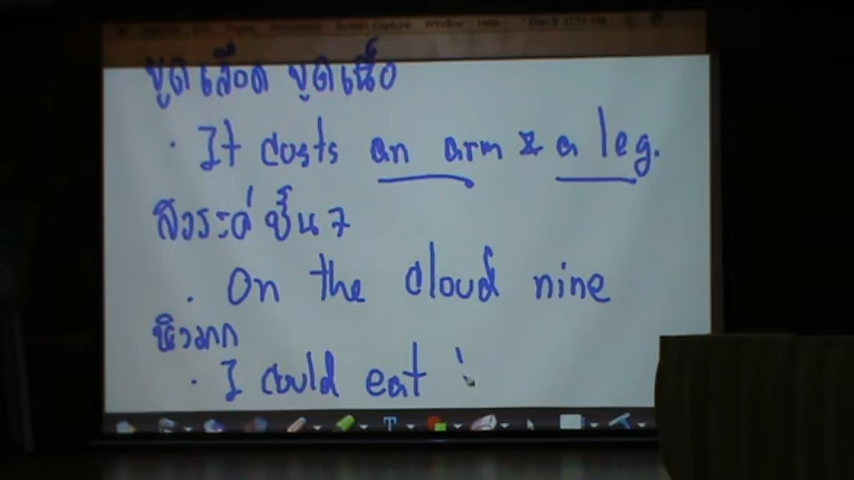 ขูดเลือด ขูดเนื้อ
· It costs an arm & a leg.
สวรรค์ ชั้น 7
· On the cloud nine
หิวมาก
· I could eat